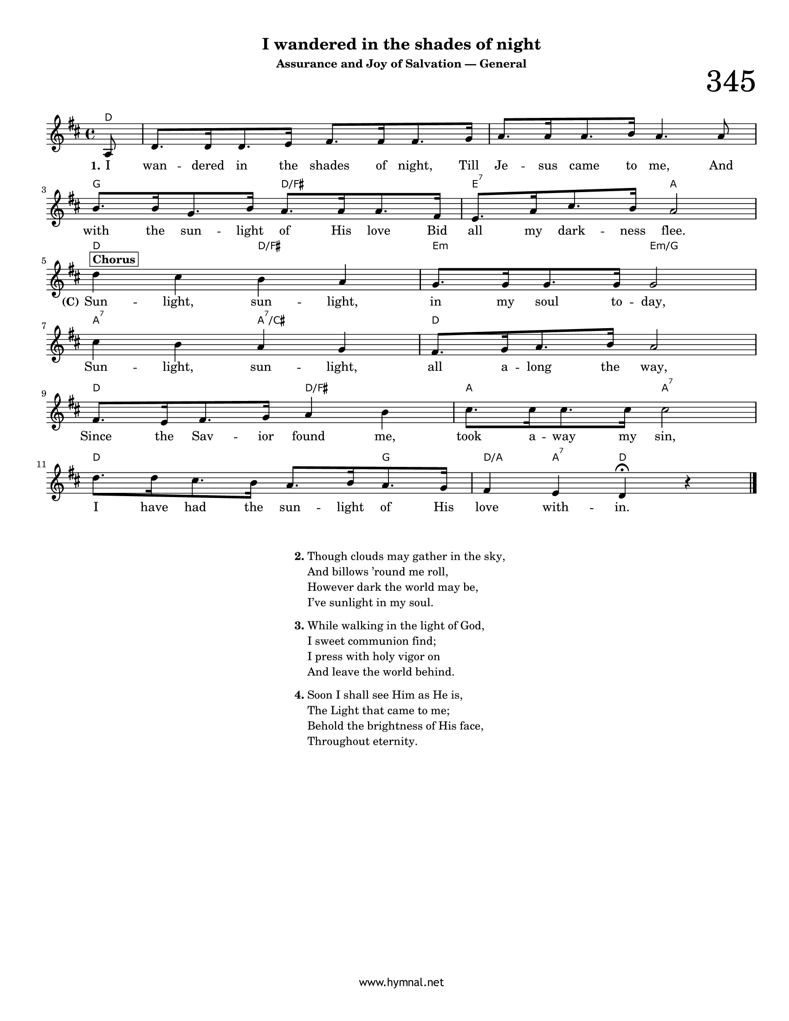 I wandered in the shades of night
Assurance and Joy of Salvation — General
345
D
1. I wan - dered in the shades of night, Till Je - sus came to me, And
3
G D/F♯ E7 A
with the sun - light of His love Bid all my dark - ness flee.
D D/F♯ Em Em/G
5
Chorus
(C) Sun - light, sun - light, in my soul to - day,
7
A7 A7/C♯ D
Sun - light, sun - light, all a - long the way,
9
D D/F♯ A A7
Since the Sav - ior found me, took a - way my sin,
11
D G D/A A7 D
I have had the sun - light of His love with - in.
2. Though clouds may gather in the sky,
And billows ’round me roll,
However dark the world may be,
I’ve sunlight in my soul.
3. While walking in the light of God,
I sweet communion find;
I press with holy vigor on
And leave the world behind.
4. Soon I shall see Him as He is,
The Light that came to me;
Behold the brightness of His face,
Throughout eternity.
www.hymnal.net